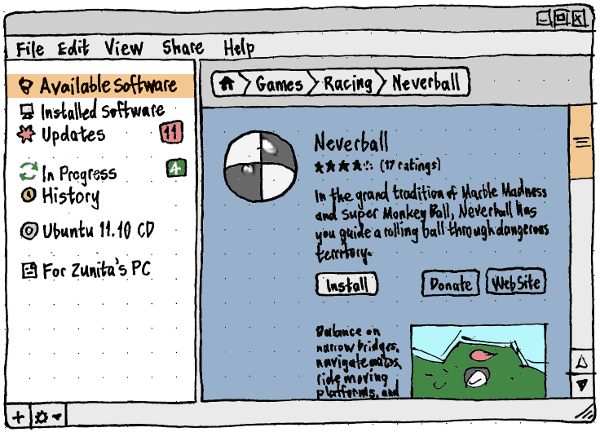 File Edit View Share Help
Available Software
Installed Software
Updates 11
In Progress 4
History
Ubuntu 11.10 CD
For Zunita's PC
Games Racing Neverball
Neverball
(17 ratings)
In the grand tradition of Marble Madness
and Super Monkey Ball, Neverball has
you guide a rolling ball through dangerous
territory.
Install Donate Web Site
Balance on
narrow bridges,
navigate mazes,
ride moving
platforms, and